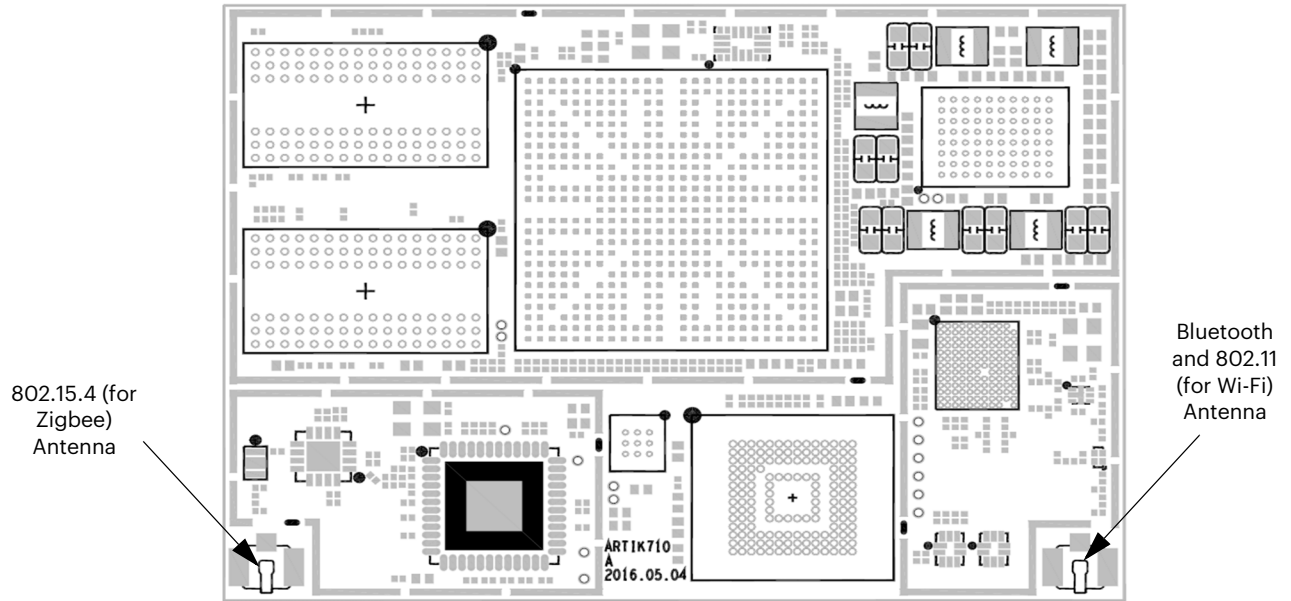 802.15.4 (for
Zigbee)
Antenna
Bluetooth
and 802.11
(for Wi-Fi)
Antenna
ARTIK710
A
2016.05.04